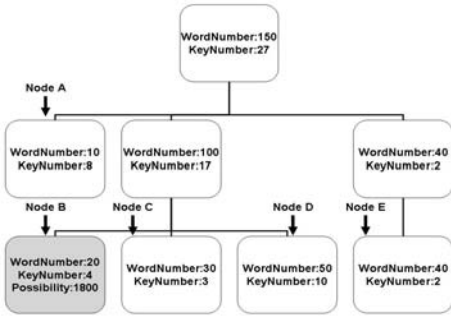 WordNumber:150
KeyNumber:27
Node A
WordNumber:10
KeyNumber:8
WordNumber:100
KeyNumber:17
WordNumber:40
KeyNumber:2
Node B
Node C
Node D
Node E
WordNumber:20
KeyNumber:4
Possibility:1800
WordNumber:30
KeyNumber:3
WordNumber:50
KeyNumber:10
WordNumber:40
KeyNumber:2